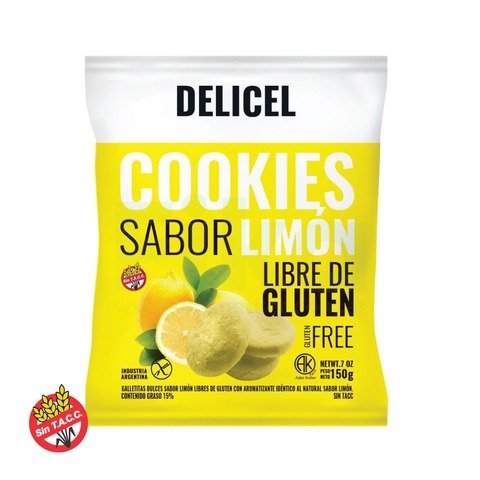 DELICEL
COOKIES
SABOR LIMÓN
LIBRE DE
GLUTEN
GLUTEN FREE
Sin T.A.C.C.
INDUSTRIA
ARGENTINA
NETWT.7 OZ
PESO NETO 150g
GALLETITAS DULCES SABOR LIMÓN LIBRES DE GLUTEN CON AROMATIZANTE IDÉNTICO AL NATURAL SABOR LIMÓN.
CONTENIDO GRASO 15%
SIN TACC
Sin T.A.C.C.